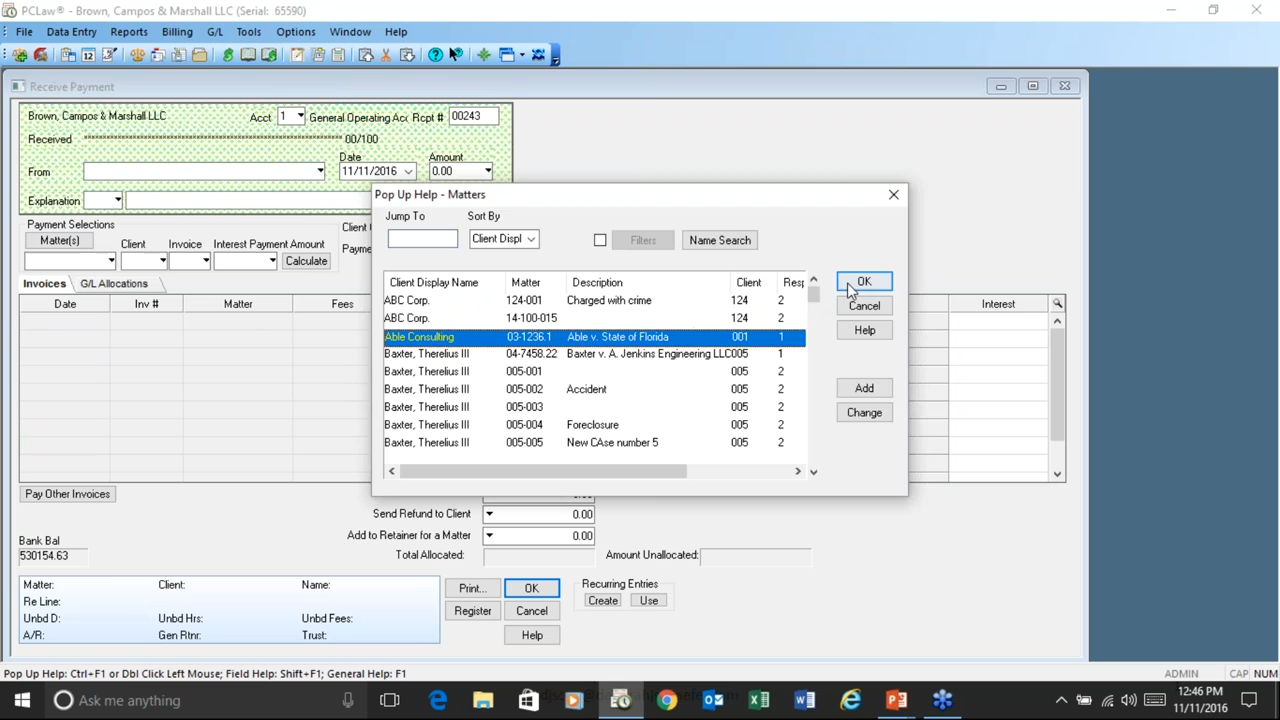 PCLaw® - Brown, Campos & Marshall LLC (Serial: 65590)
File Data Entry Reports Billing G/L Tools Options Window Help
Receive Payment
Brown, Campos & Marshall LLC Acct 1 General Operating Acc Rcpt # 00243
Received 00/100
Date Amount
From 11/11/2016 0.00
Explanation
Payment Selections
Matter(s) Client Invoice Interest Payment Amount
Calculate
Invoices G/L Allocations
Date Inv # Matter Fees Interest
Pop Up Help - Matters
Jump To Sort By
Client Displ Filters Name Search
Client Display Name Matter Description Client Resp
ABC Corp. 124-001 Charged with crime 124 2
ABC Corp. 14-100-015 124 2
Able Consulting 03-1236.1 Able v. State of Florida 001 1
Baxter, Therelius III 04-7458.22 Baxter v. A. Jenkins Engineering LLC 005 1
Baxter, Therelius III 005-001 005 2
Baxter, Therelius III 005-002 Accident 005 2
Baxter, Therelius III 005-003 005 2
Baxter, Therelius III 005-004 Foreclosure 005 2
Baxter, Therelius III 005-005 New CAse number 5 005 2
OK
Cancel
Help
Add
Change
Pay Other Invoices
Send Refund to Client 0.00
Add to Retainer for a Matter 0.00
Bank Bal
530154.63
Total Allocated: Amount Unallocated:
Matter: Client: Name:
Re Line:
Unbd D: Unbd Hrs: Unbd Fees:
A/R: Gen Rtnr: Trust:
Print... OK
Register Cancel
Help
Recurring Entries
Create Use
Pop Up Help: Ctrl+F1 or Dbl Click Left Mouse; Field Help: Shift+F1; General Help: F1 ADMIN CAP NUM
Ask me anything
12:46 PM
11/11/2016